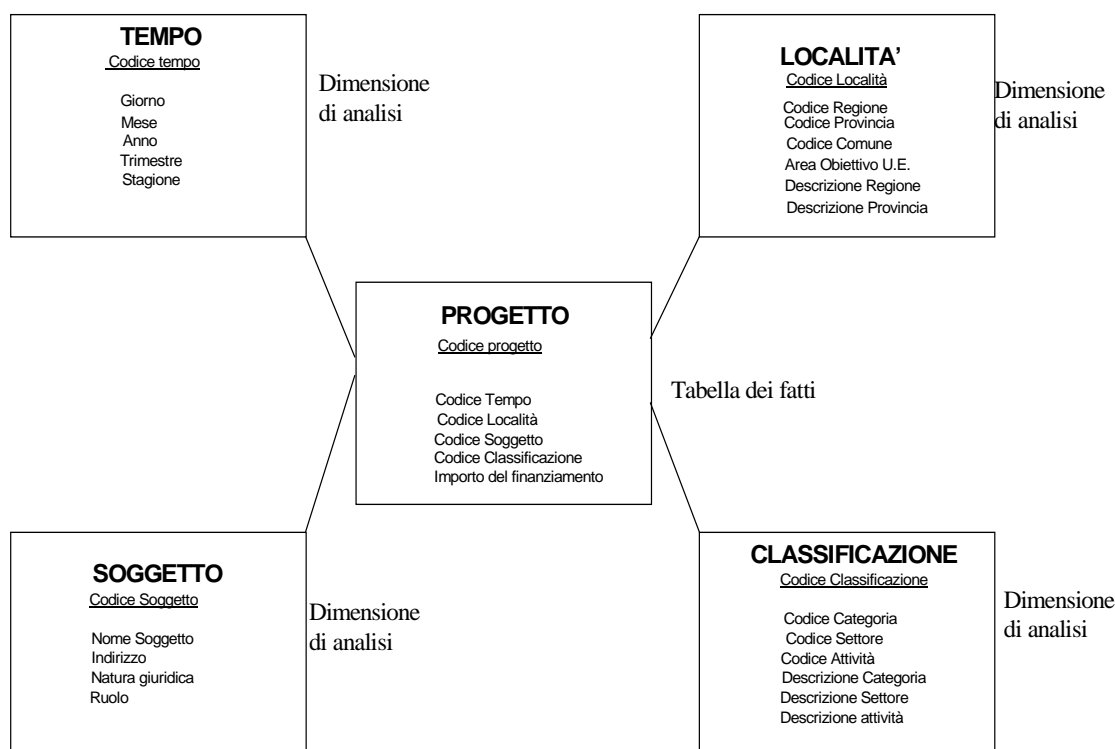 TEMPO
Codice tempo
Giorno
Mese
Anno
Trimestre
Stagione
Dimensione
di analisi
LOCALITA'
Codice Località
Codice Regione
Codice Provincia
Codice Comune
Area Obiettivo U.E.
Descrizione Regione
Descrizione Provincia
Dimensione
di analisi
PROGETTO
Codice progetto
Codice Tempo
Codice Località
Codice Soggetto
Codice Classificazione
Importo del finanziamento
Tabella dei fatti
SOGGETTO
Codice Soggetto
Nome Soggetto
Indirizzo
Natura giuridica
Ruolo
Dimensione
di analisi
CLASSIFICAZIONE
Codice Classificazione
Codice Categoria
Codice Settore
Codice Attività
Descrizione Categoria
Descrizione Settore
Descrizione attività
Dimensione
di analisi